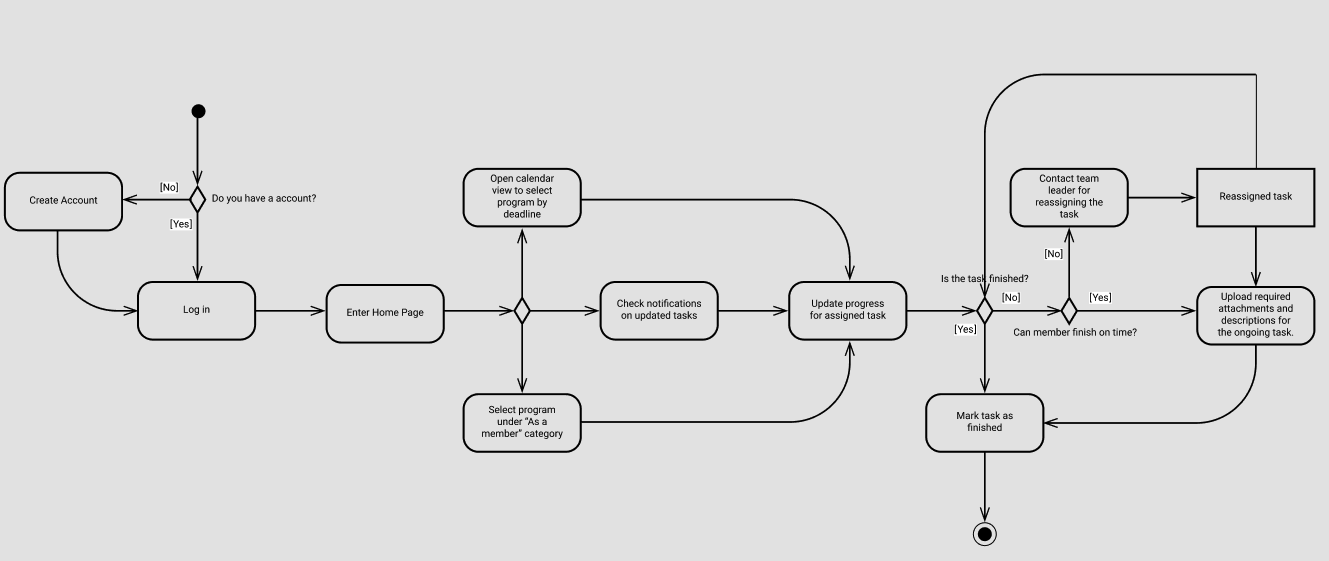 [No]
Create Account
Do you have a account?
[Yes]
Log in
Enter Home Page
Open calendar
view to select
program by
deadline
Check notifications
on updated tasks
Select program
under “As a
member” category
Update progress
for assigned task
Is the task finished?
[No]
[Yes]
Mark task as
finished
Can member finish on time?
[No]
[Yes]
Contact team
leader for
reassigning the
task
Reassigned task
Upload required
attachments and
descriptions for
the ongoing task.